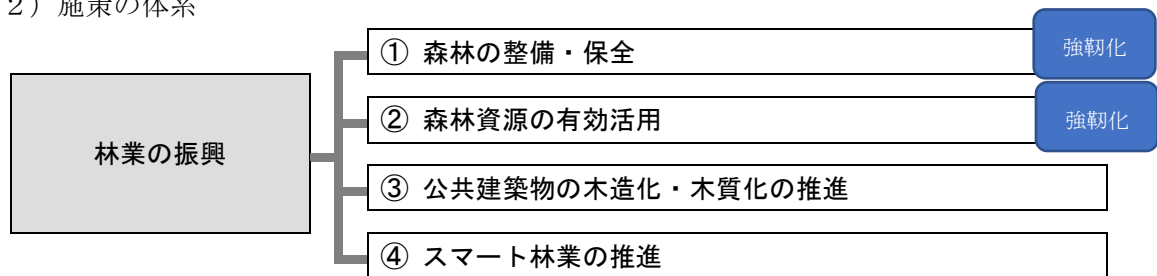 2）施策の体系
① 森林の整備・保全
強靭化
② 森林資源の有効活用
強靭化
林業の振興
③ 公共建築物の木造化・木質化の推進
④ スマート林業の推進